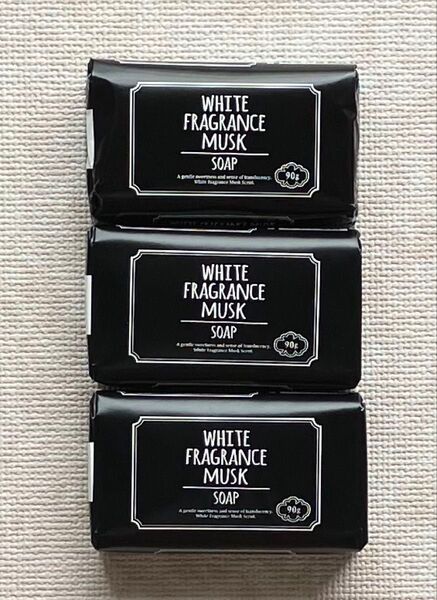 WHITE
FRAGRANCE
MUSK
SOAP
A gentle sweetness and sense of translucency.
White Fragrance Musk Scent.
90g
WHITE
FRAGRANCE
MUSK
SOAP
A gentle sweetness and sense of translucency.
White Fragrance Musk Scent.
90g
WHITE
FRAGRANCE
MUSK
SOAP
A gentle sweetness and sense of translucency.
White Fragrance Musk Scent.
90g